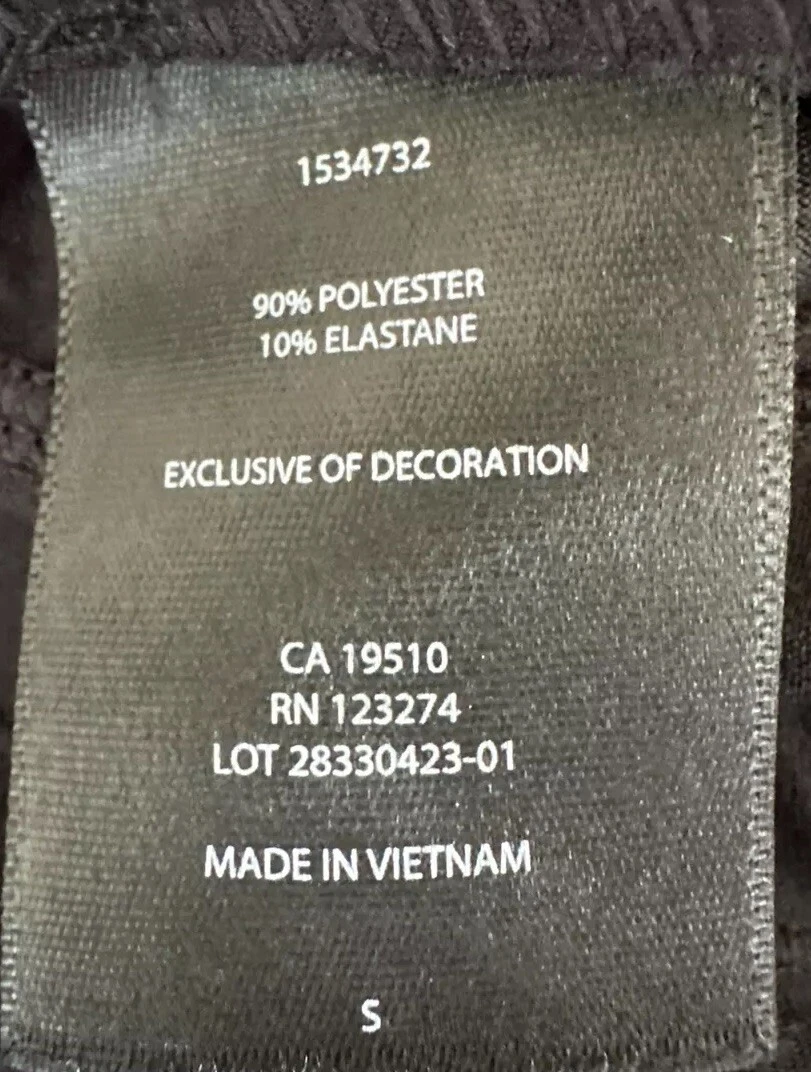 1534732
90% POLYESTER
10% ELASTANE
EXCLUSIVE OF DECORATION
CA 19510
RN 123274
LOT 28330423-01
MADE IN VIETNAM
S